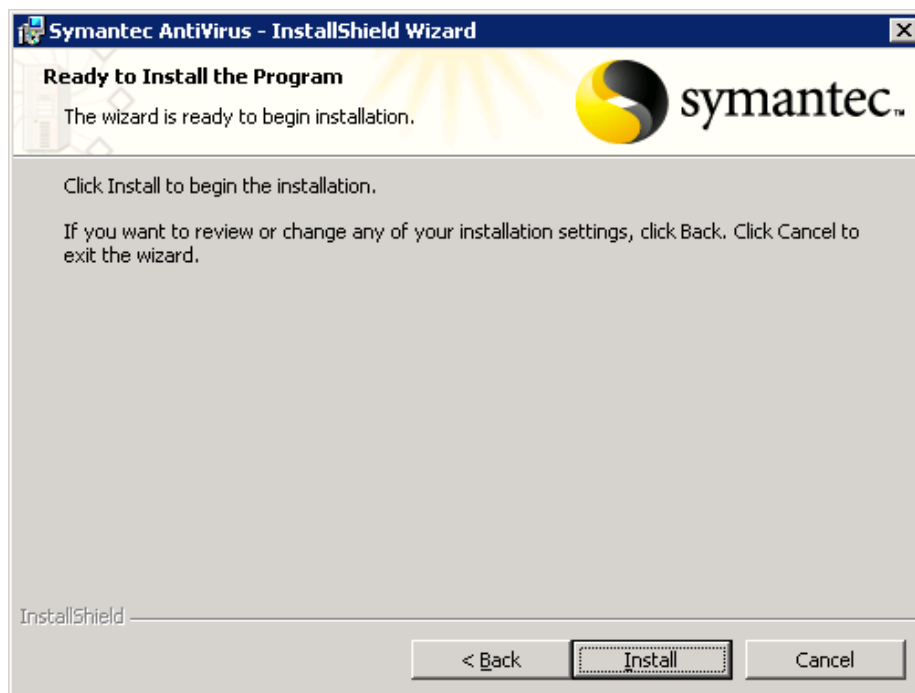 Symantec AntiVirus - InstallShield Wizard
Ready to Install the Program
The wizard is ready to begin installation.
symantec™
Click Install to begin the installation.
If you want to review or change any of your installation settings, click Back. Click Cancel to
exit the wizard.
InstallShield
< Back
Install
Cancel